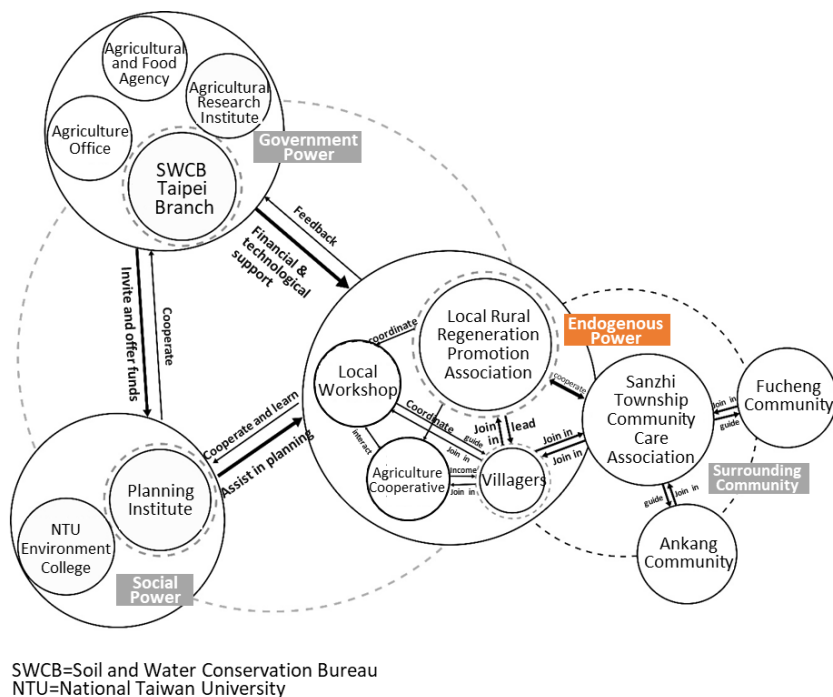 Agricultural
and Food
Agency
Agricultural
Research
Institute
Agriculture
Office
SWCB
Taipei
Branch
Government
Power
Feedback
Financial &
technological
support
Invite and offer funds
Cooperate
Local Rural
Regeneration
Promotion
Association
Endogenous
Power
coordinate
Local
Workshop
cooperate
Sanzhi
Township
Community
Care
Association
Fucheng
Community
Join in
guide
Cooperate and learn
Assist in planning
Coordinate
guide
Join in
Join
in
lead
Join in
Join in
interact
Agriculture
Cooperative
Income
Join in
Villagers
Surrounding
Community
guide
Join in
Ankang
Community
Planning
Institute
NTU
Environment
College
Social
Power
SWCB=Soil and Water Conservation Bureau
NTU=National Taiwan University